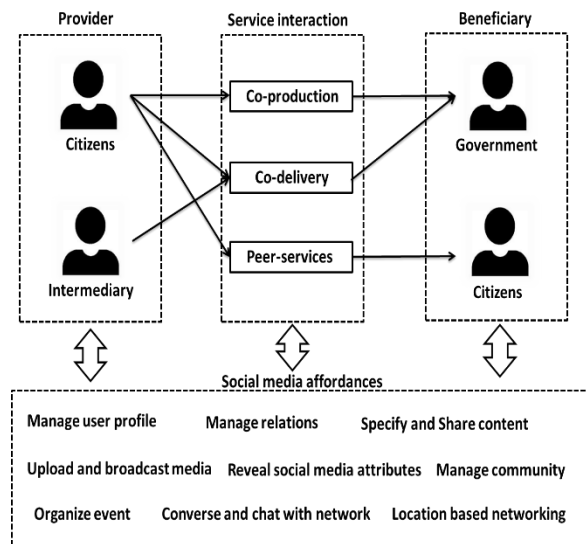 Provider
Service interaction
Beneficiary
Citizens
Intermediary
Co-production
Co-delivery
Peer-services
Government
Citizens
Social media affordances
Manage user profile
Manage relations
Specify and Share content
Upload and broadcast media
Reveal social media attributes
Manage community
Organize event
Converse and chat with network
Location based networking